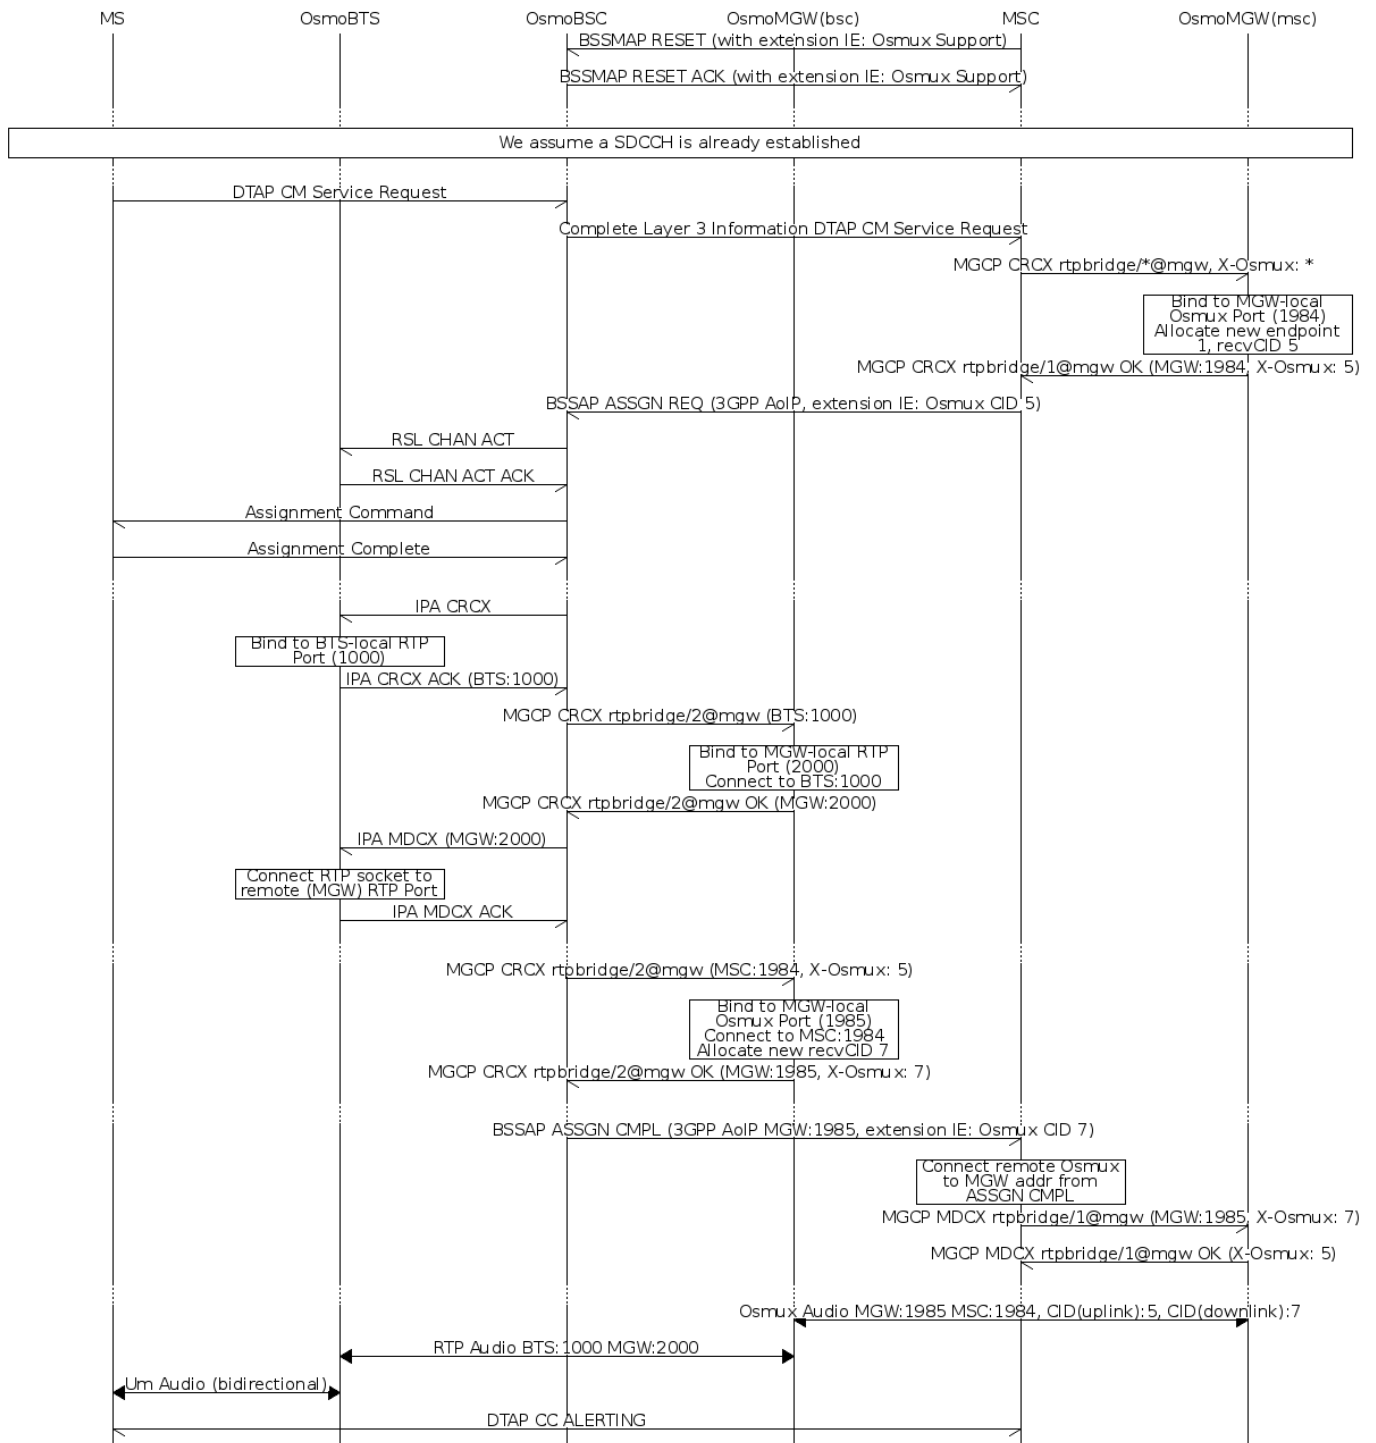 MS OsmoBTS OsmoBSC OsmoMGW(bsc) MSC OsmoMGW(msc)
BSSMAP RESET (with extension IE: Osmux Support)
BSSMAP RESET ACK (with extension IE: Osmux Support)
We assume a SDCCH is already established
DTAP CM Service Request
Complete Layer 3 Information DTAP CM Service Request
MGCP CRCX rtpbridge/*@mgw, X-Osmux: *
Bind to MGW-local
Osmux Port (1984)
Allocate new endpoint
1, recvCID 5
MGCP CRCX rtpbridge/1@mgw OK (MGW:1984, X-Osmux: 5)
BSSAP ASSGN REQ (3GPP AoIP, extension IE: Osmux CID 5)
RSL CHAN ACT
RSL CHAN ACT ACK
Assignment Command
Assignment Complete
IPA CRCX
Bind to BTS-local RTP
Port (1000)
IPA CRCX ACK (BTS:1000)
MGCP CRCX rtpbridge/2@mgw (BTS:1000)
Bind to MGW-local RTP
Port (2000)
Connect to BTS:1000
MGCP CRCX rtpbridge/2@mgw OK (MGW:2000)
IPA MDCX (MGW:2000)
Connect RTP socket to
remote (MGW) RTP Port
IPA MDCX ACK
MGCP CRCX rtpbridge/2@mgw (MSC:1984, X-Osmux: 5)
Bind to MGW-local
Osmux Port (1985)
Connect to MSC:1984
Allocate new recvCID 7
MGCP CRCX rtpbridge/2@mgw OK (MGW:1985, X-Osmux: 7)
BSSAP ASSGN CMPL (3GPP AoIP MGW:1985, extension IE: Osmux CID 7)
Connect remote Osmux
to MGW addr from
ASSGN CMPL
MGCP MDCX rtpbridge/1@mgw (MGW:1985, X-Osmux: 7)
MGCP MDCX rtpbridge/1@mgw OK (X-Osmux: 5)
Osmux Audio MGW:1985 MSC:1984, CID(uplink):5, CID(downlink):7
RTP Audio BTS:1000 MGW:2000
Um Audio (bidirectional)
DTAP CC ALERTING